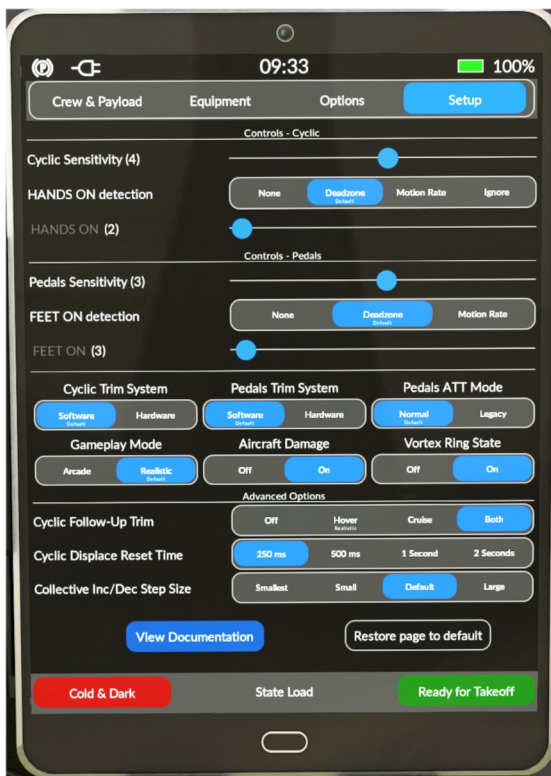 (P) 09:33 100%
Crew & Payload Equipment Options Setup
Controls - Cyclic
Cyclic Sensitivity (4)
HANDS ON detection None Deadzone Default Motion Rate Ignore
HANDS ON (2)
Controls - Pedals
Pedals Sensitivity (3)
FEET ON detection None Deadzone Default Motion Rate
FEET ON (3)
Cyclic Trim System Pedals Trim System Pedals ATT Mode
Software Default Hardware Software Default Hardware Normal Default Legacy
Gameplay Mode Aircraft Damage Vortex Ring State
Arcade Realistic Default Off On Off On
Advanced Options
Cyclic Follow-Up Trim Off Hover Realistic Cruise Both
Cyclic Displace Reset Time 250 ms 500 ms 1 Second 2 Seconds
Collective Inc/Dec Step Size Smallest Small Default Large
View Documentation Restore page to default
Cold & Dark State Load Ready for Takeoff